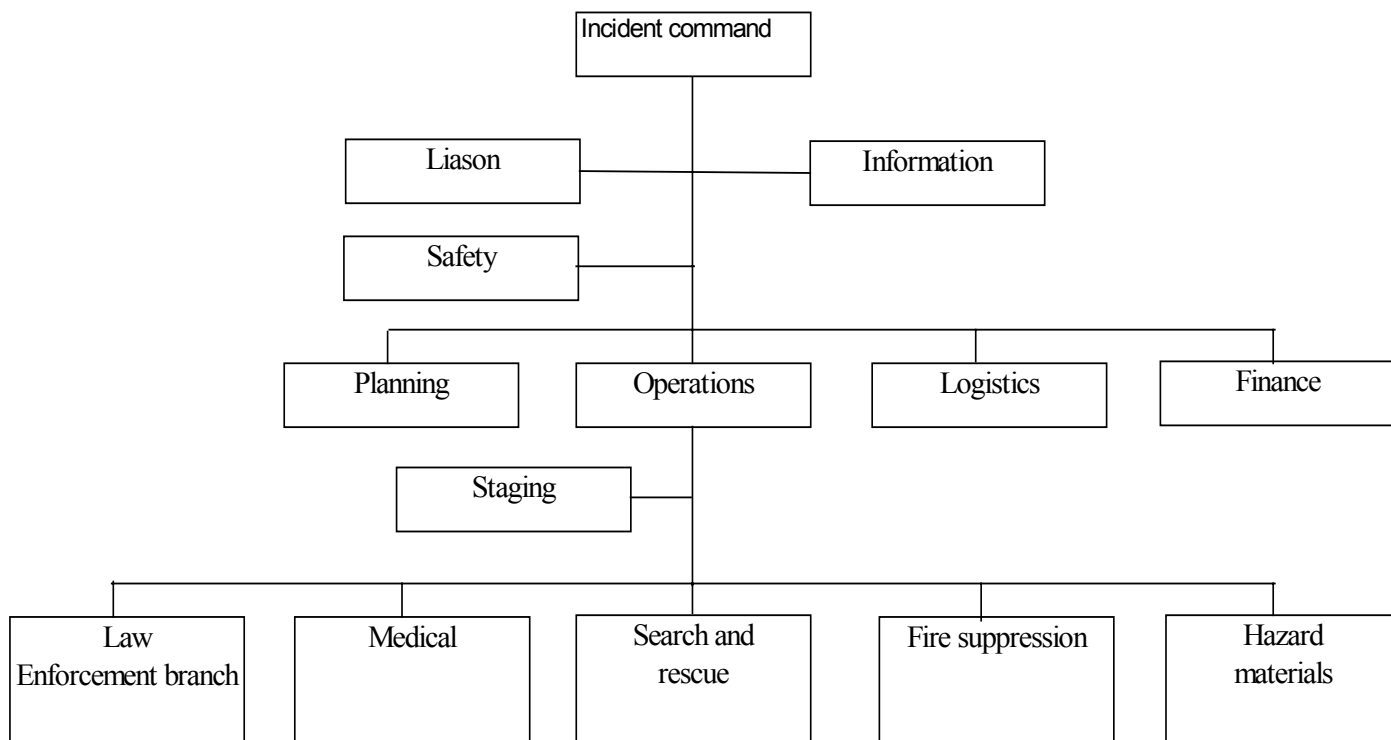 Incident command
Liason
Information
Safety
Planning
Operations
Logistics
Finance
Staging
Law
Enforcement branch
Medical
Search and
rescue
Fire suppression
Hazard
materials